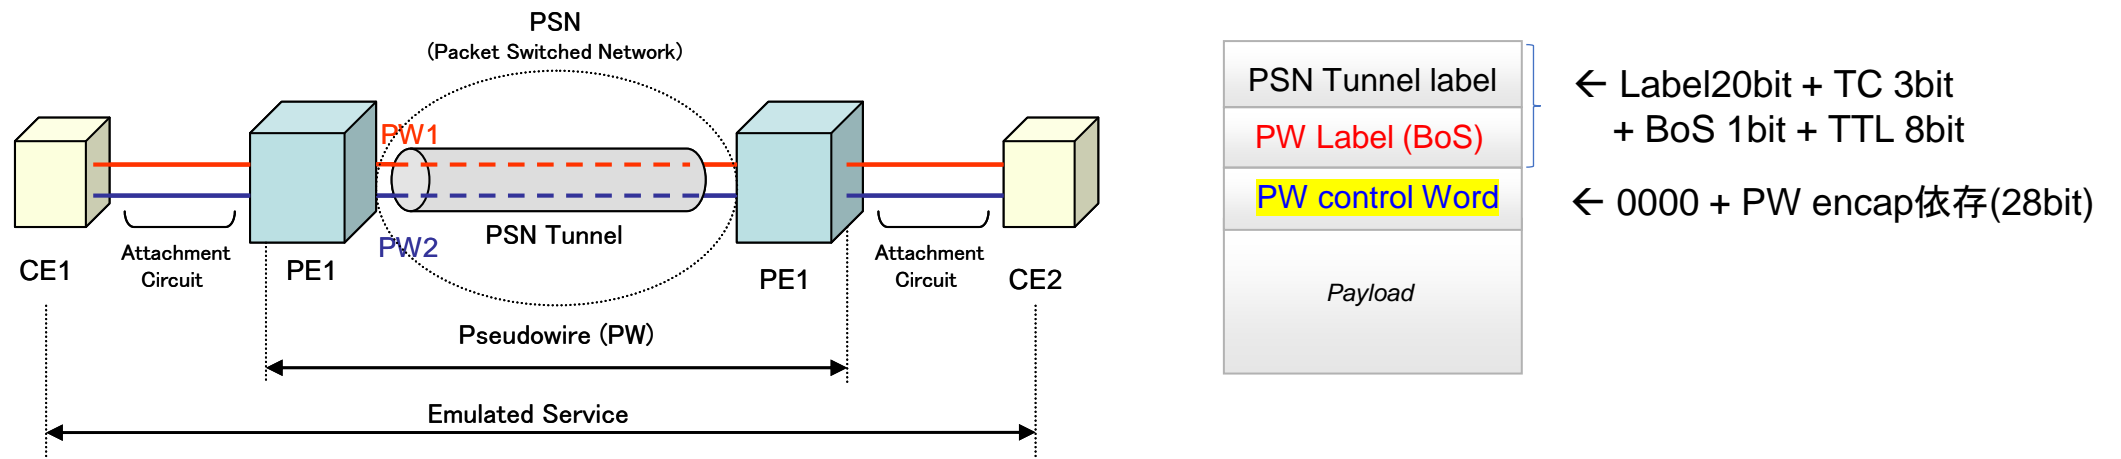 PSN
(Packet Switched Network)
PW1
PW2
PSN Tunnel
Attachment
Circuit
Attachment
Circuit
CE1
PE1
PE1
CE2
Pseudowire (PW)
Emulated Service
PSN Tunnel label
PW Label (BoS)
PW control Word
Payload
← Label20bit + TC 3bit
+ BoS 1bit + TTL 8bit
← 0000 + PW encap依存(28bit)